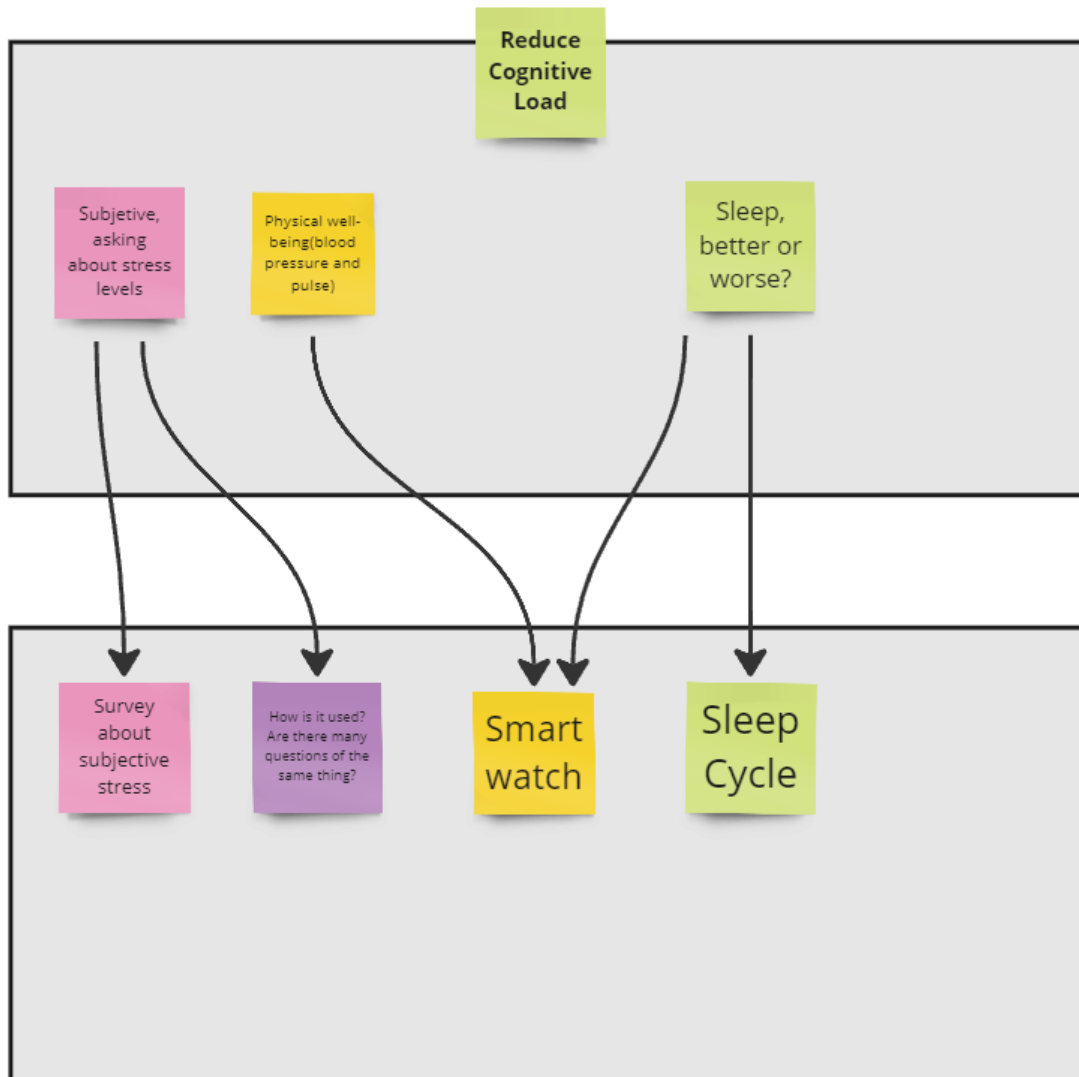 Reduce
Cognitive
Load
Subjetive,
asking
about stress
levels
Physical well-
being(blood
pressure and
pulse)
Sleep,
better or
worse?
Survey
about
subjective
stress
How is it used?
Are there many
questions of the
same thing?
Smart
watch
Sleep
Cycle